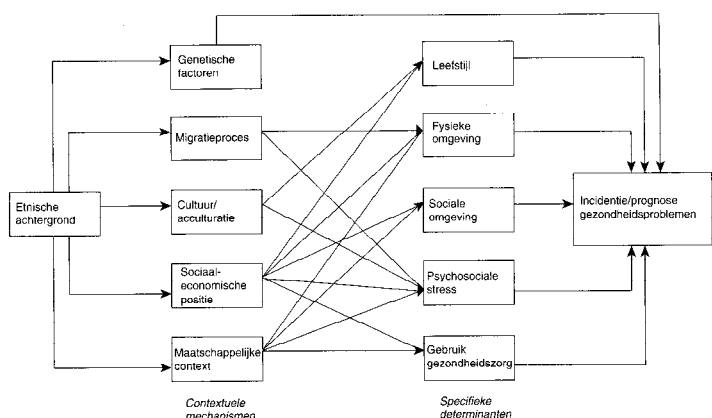 Genetische
factoren
Migratieproces
Etnische
achtergrond
Cultuur/
acculturatie
Sociaal-
economische
positie
Maatschappelijke
context
Contextuele
mechanismen
Leefstijl
Fysieke
omgeving
Sociale
omgeving
Psychosociale
stress
Gebruik
gezondheidszorg
Specifieke
determinanten
Incidentie/prognose
gezondheidsproblemen